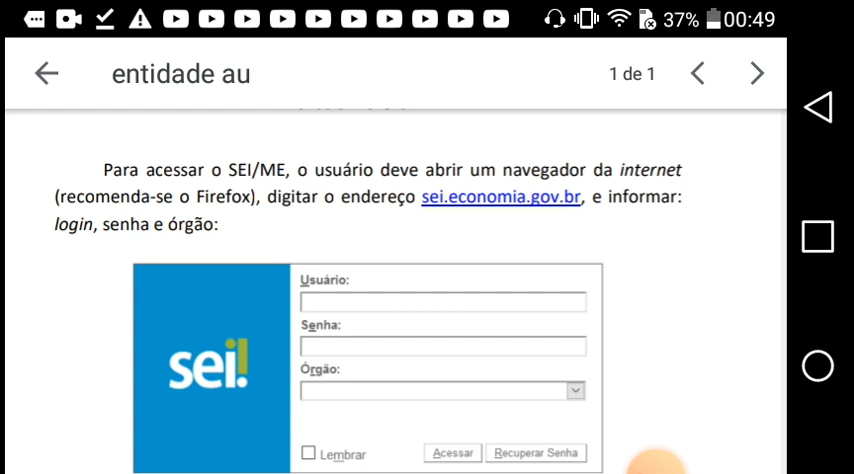 37% 00:49
entidade au
1 de 1
Para acessar o SEI/ME, o usuário deve abrir um navegador da internet
(recomenda-se o Firefox), digitar o endereço sei.economia.gov.br, e informar:
login, senha e órgão:
Usuário:
Senha:
sei!
Órgão:
Lembrar
Acessar
Recuperar Senha